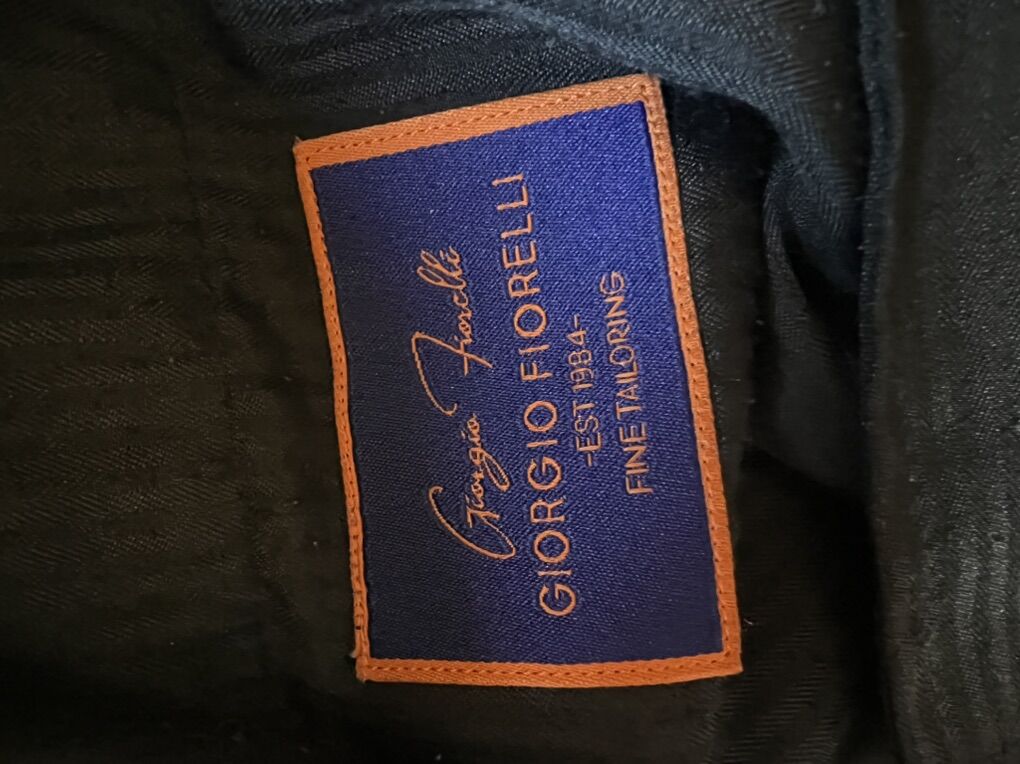 Giorgio Fiorelli
GIORGIO FIORELLI
-EST 1984-
FINE TAILORING